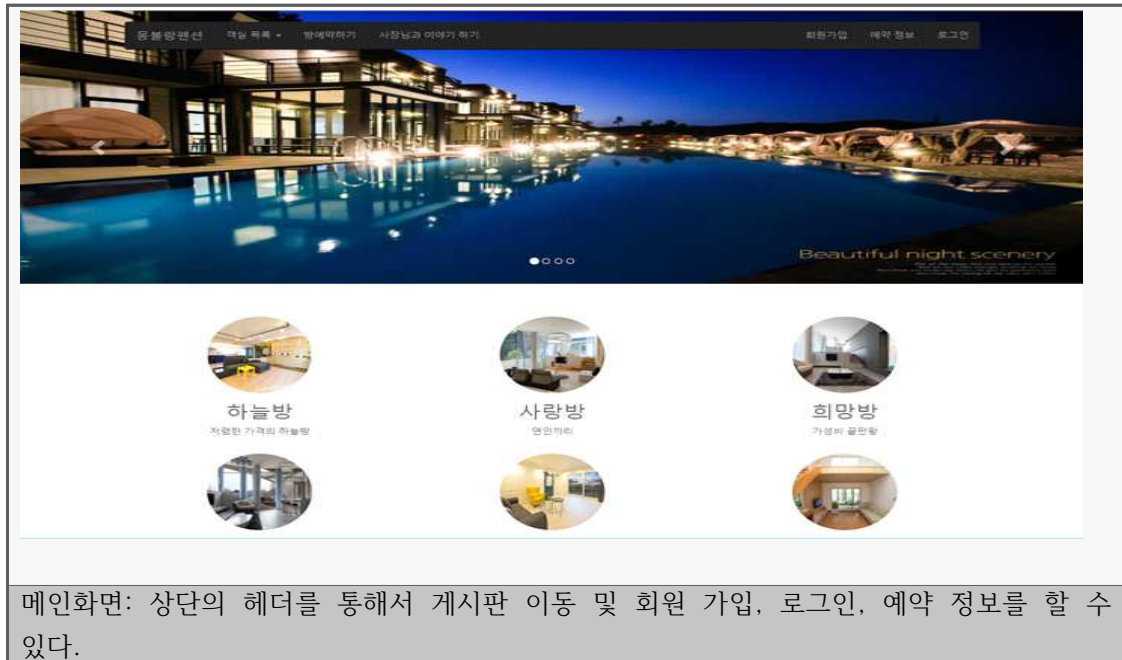 몽블랑펜션 객실 목록 방예약하기 사장님과 이야기 하기 회원가입 예약 정보 로그인
Beautiful night scenery
하늘방 사랑방 희망방
저렴한 가격의 하늘방 연인끼리 가성비 끝판왕
메인화면: 상단의 헤더를 통해서 게시판 이동 및 회원 가입, 로그인, 예약 정보를 할 수
있다.